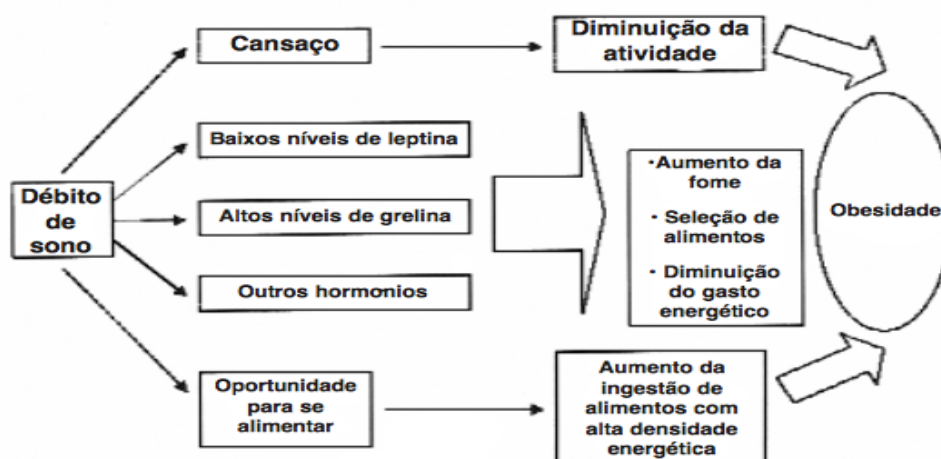 Cansaço
Diminuição da
atividade
Baixos níveis de leptina
Débito
de
sono
Altos níveis de grelina
Outros hormonios
•Aumento da
fome
• Seleção de
alimentos
• Diminuição
do gasto
energético
Obesidade
Oportunidade
para se
alimentar
Aumento da
ingestão de
alimentos com
alta densidade
energética